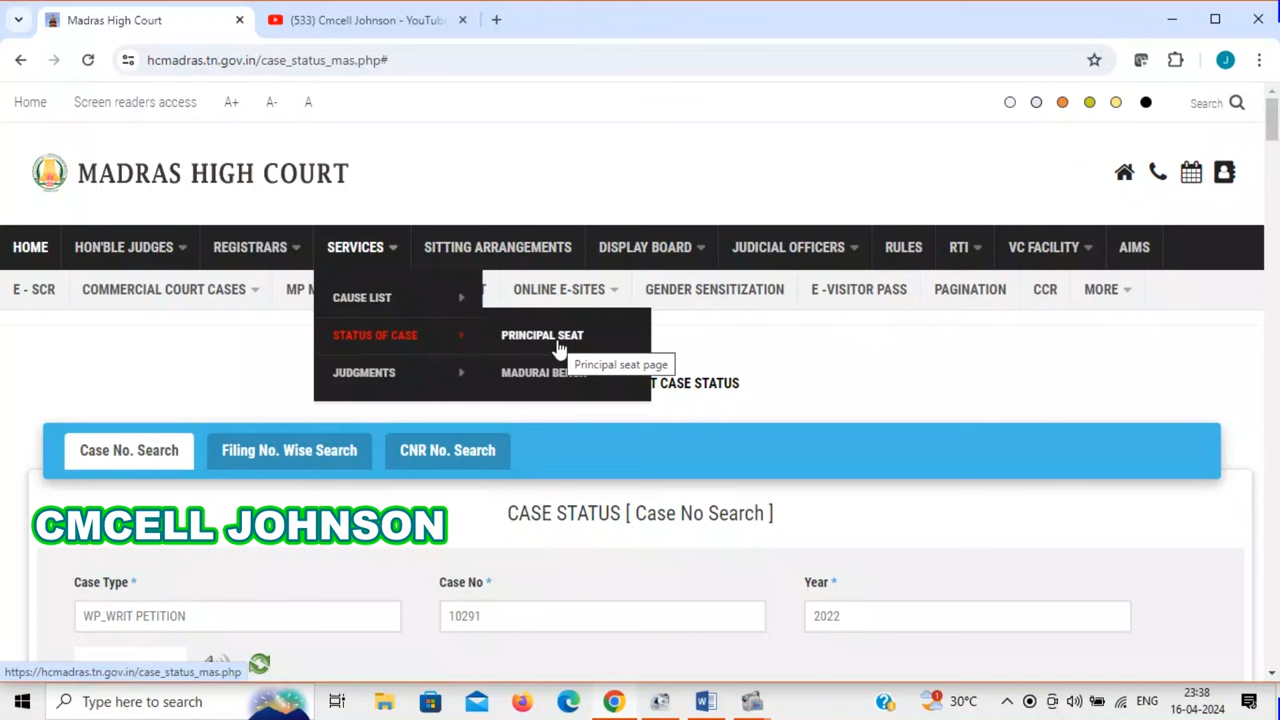 Madras High Court
(533) Cmcell Johnson - YouTub
hcmadras.tn.gov.in/case_status_mas.php#
J
Home Screen readers access A+ A- A
Search
MADRAS HIGH COURT
HOME HON'BLE JUDGES REGISTRARS SERVICES SITTING ARRANGEMENTS DISPLAY BOARD JUDICIAL OFFICERS RULES RTI VC FACILITY AIMS
E - SCR COMMERCIAL COURT CASES MP M T ONLINE E-SITES GENDER SENSITIZATION E -VISITOR PASS PAGINATION CCR MORE
CAUSE LIST
STATUS OF CASE PRINCIPAL SEAT
Principal seat page
JUDGMENTS MADURAI BENCH
T CASE STATUS
Case No. Search Filing No. Wise Search CNR No. Search
CMCELL JOHNSON
CASE STATUS [ Case No Search ]
Case Type * Case No * Year *
WP_WRIT PETITION 10291 2022
https://hcmadras.tn.gov.in/case_status_mas.php
Type here to search
1 30°C ENG 23:38
16-04-2024